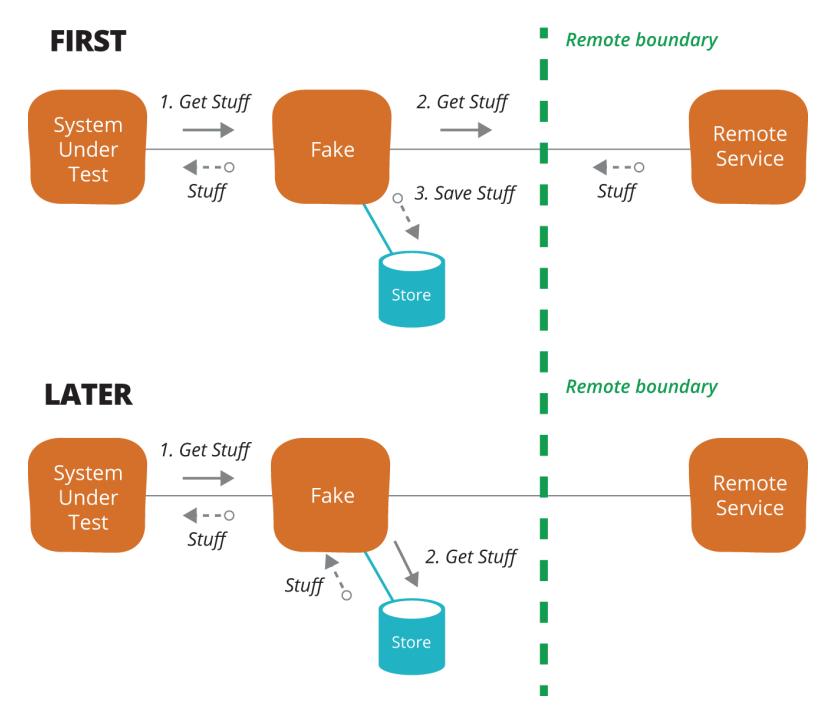 FIRST
Remote boundary
1. Get Stuff
2. Get Stuff
System
Under
Test
Fake
Remote
Service
Stuff
3. Save Stuff
Stuff
Store
LATER
Remote boundary
1. Get Stuff
System
Under
Test
Fake
Remote
Service
Stuff
2. Get Stuff
Stuff
Store